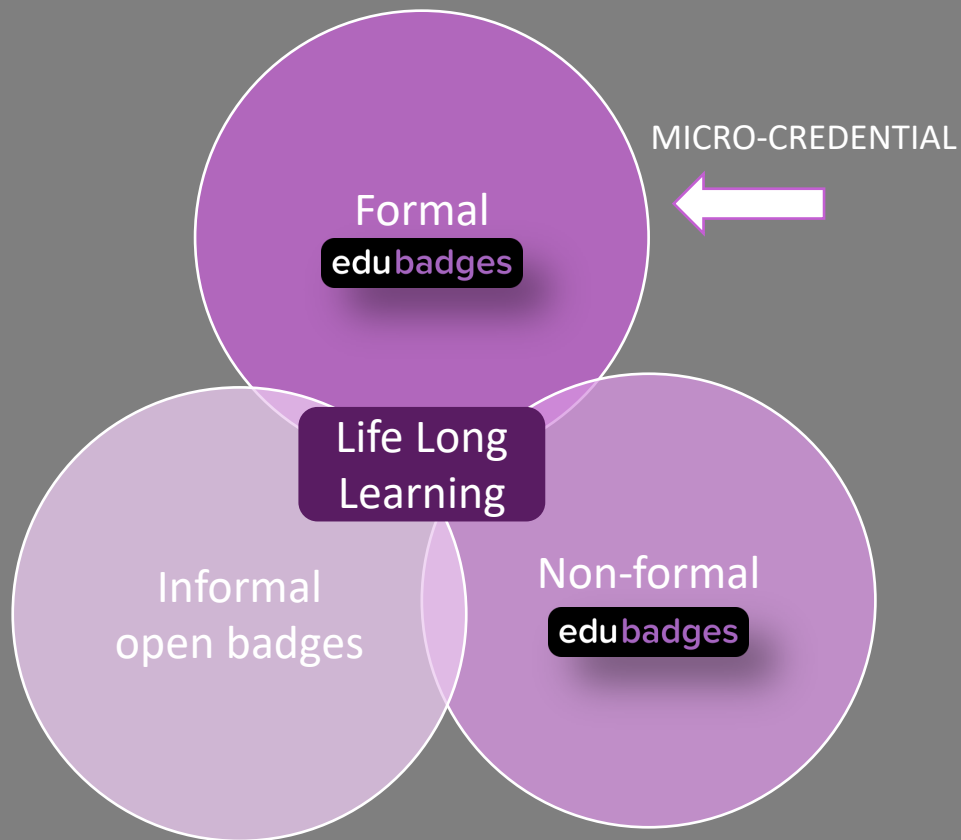 MICRO-CREDENTIAL
Formal
edubadges
Life Long
Learning
Informal
open badges
Non-formal
edubadges